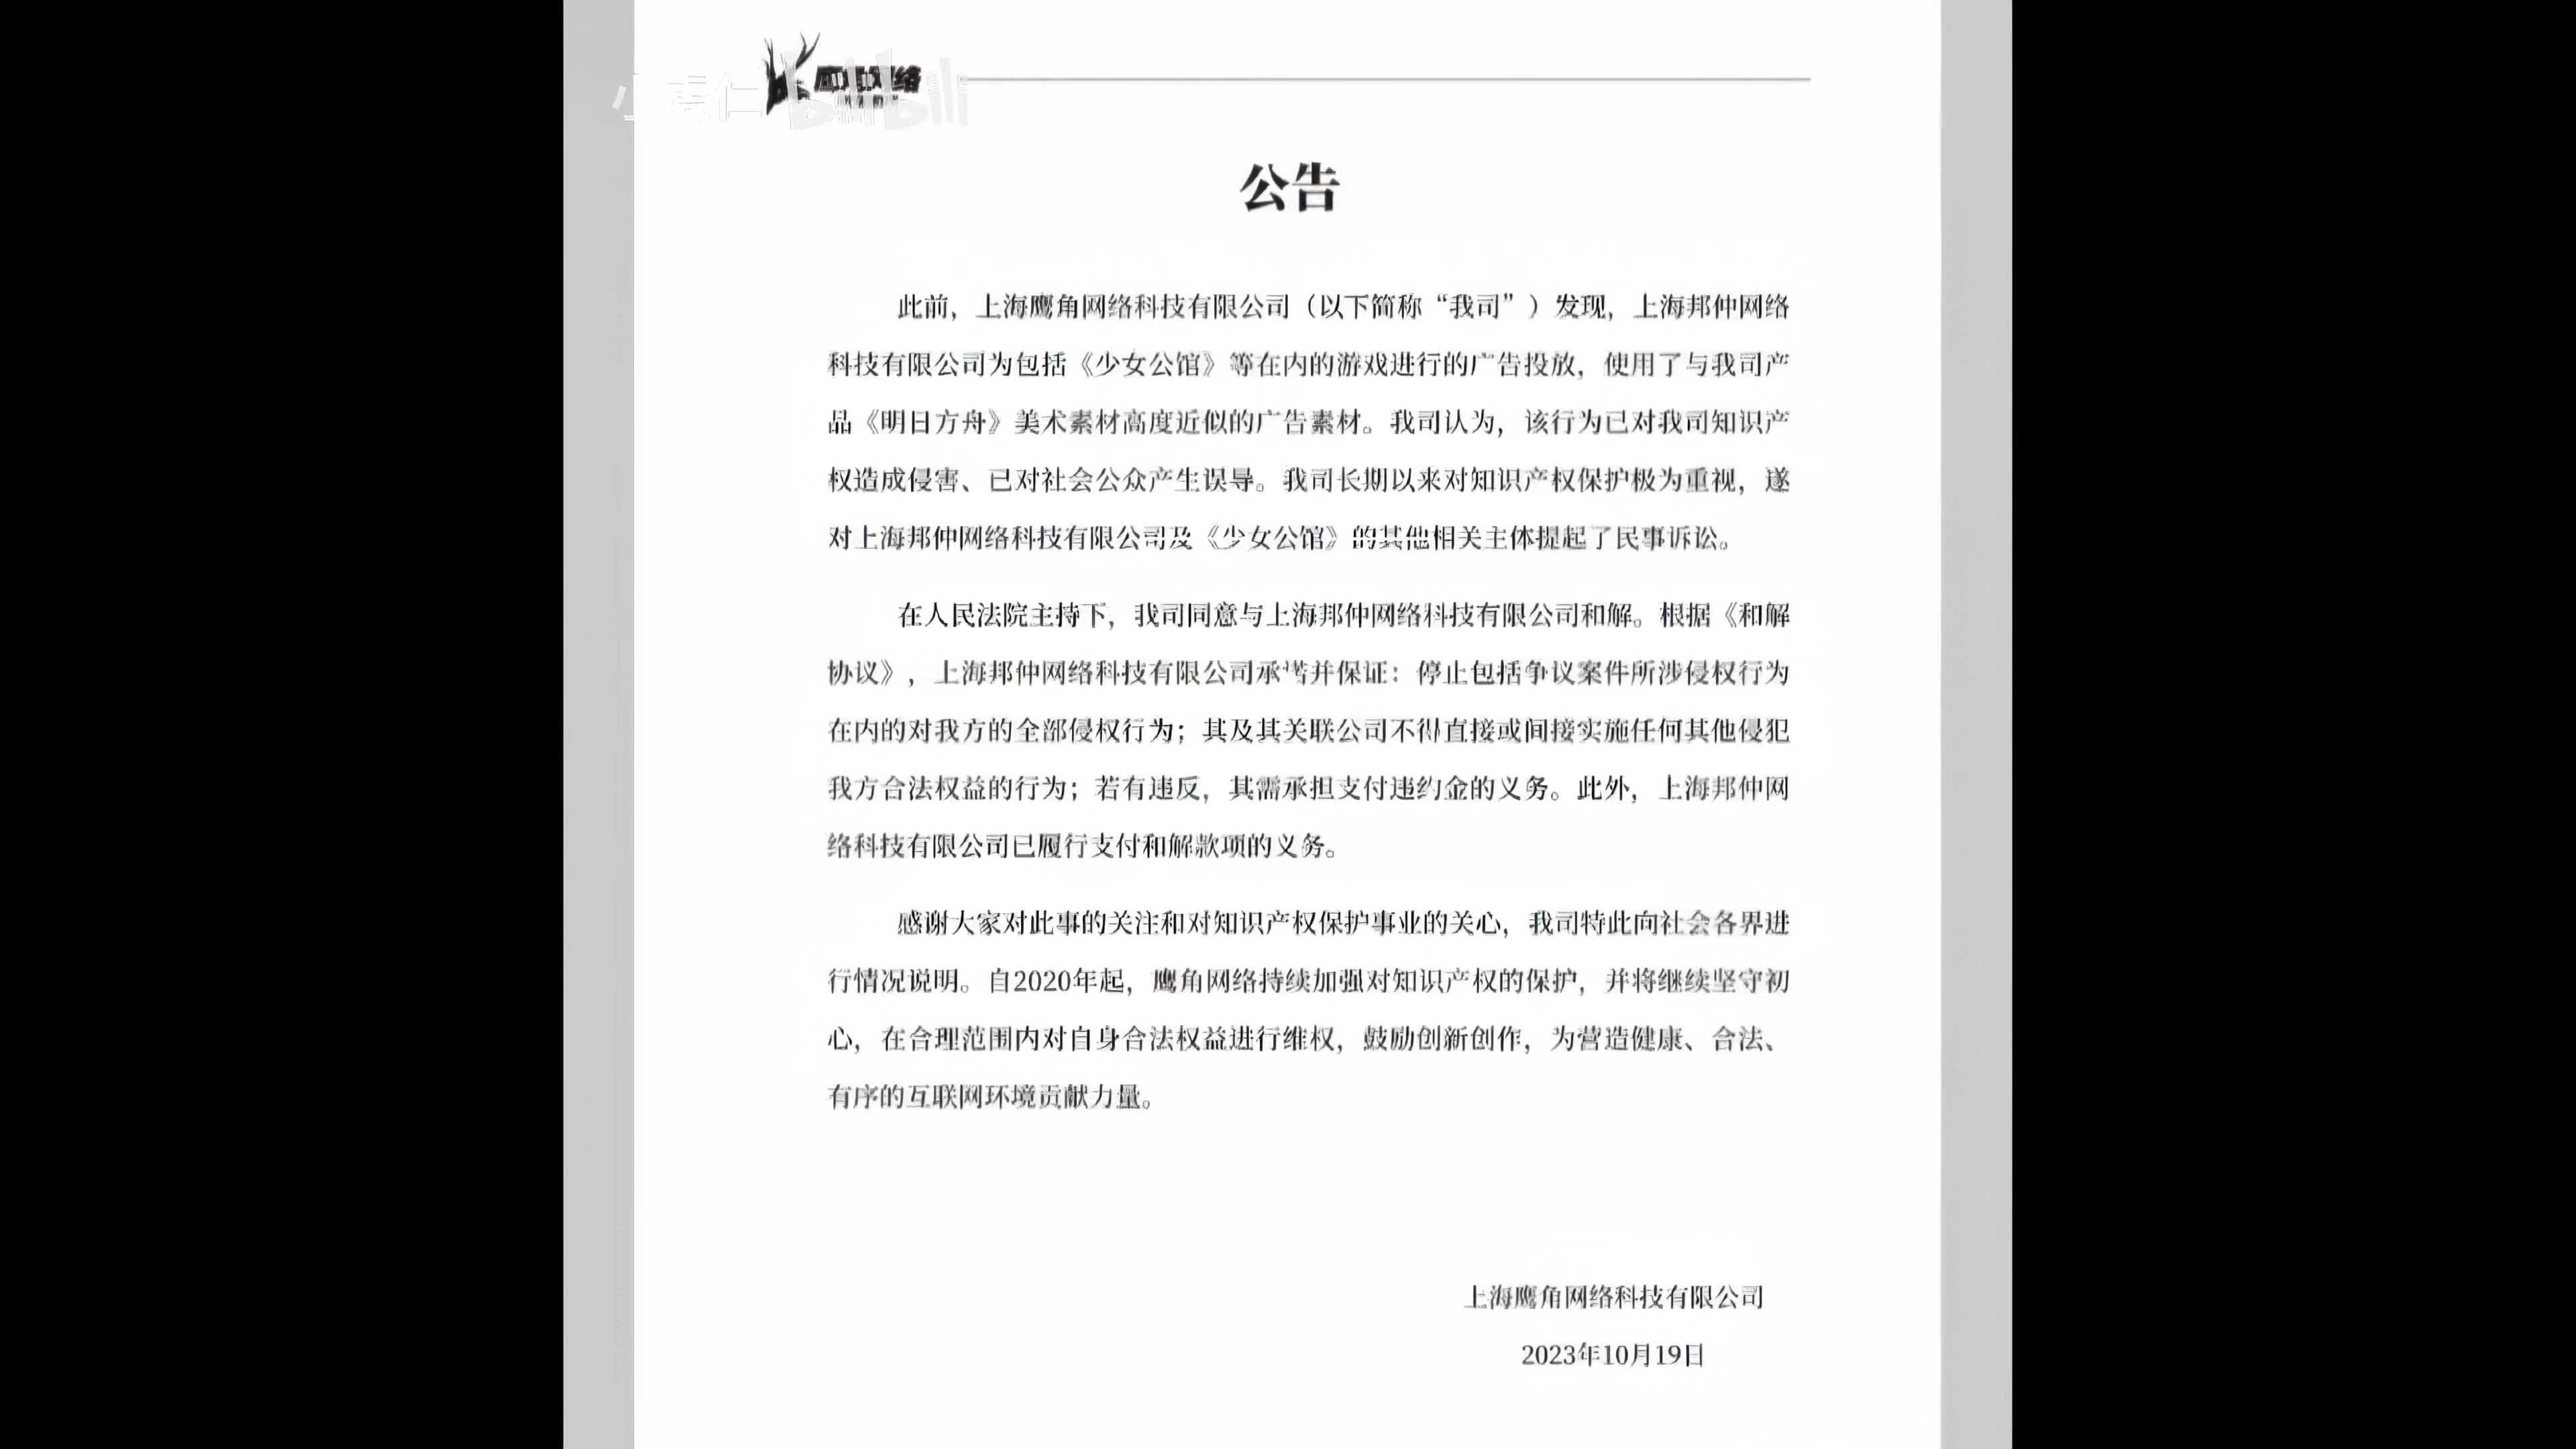 小 仁 bilibili
鹰角网络
公告
此前，上海鹰角网络科技有限公司（以下简称“我司”）发现，上海邦仲网络
科技有限公司为包括《少女公馆》等在内的游戏进行的广告投放，使用了与我司产
品《明日方舟》美术素材高度近似的广告素材。我司认为，该行为已对我司知识产
权造成侵害、已对社会公众产生误导。我司长期以来对知识产权保护极为重视，遂
对上海邦仲网络科技有限公司及《少女公馆》的其他相关主体提起了民事诉讼。
在人民法院主持下，我司同意与上海邦仲网络科技有限公司和解。根据《和解
协议》，上海邦仲网络科技有限公司承诺并保证：停止包括争议案件所涉侵权行为
在内的对我方的全部侵权行为；其及其关联公司不得直接或间接实施任何其他侵犯
我方合法权益的行为；若有违反，其需承担支付违约金的义务。此外，上海邦仲网
络科技有限公司已履行支付和解款项的义务。
感谢大家对此事的关注和对知识产权保护事业的关心，我司特此向社会各界进
行情况说明。自2020年起，鹰角网络持续加强对知识产权的保护，并将继续坚守初
心，在合理范围内对自身合法权益进行维权，鼓励创新创作，为营造健康、合法、
有序的互联网环境贡献力量。
上海鹰角网络科技有限公司
2023年10月19日